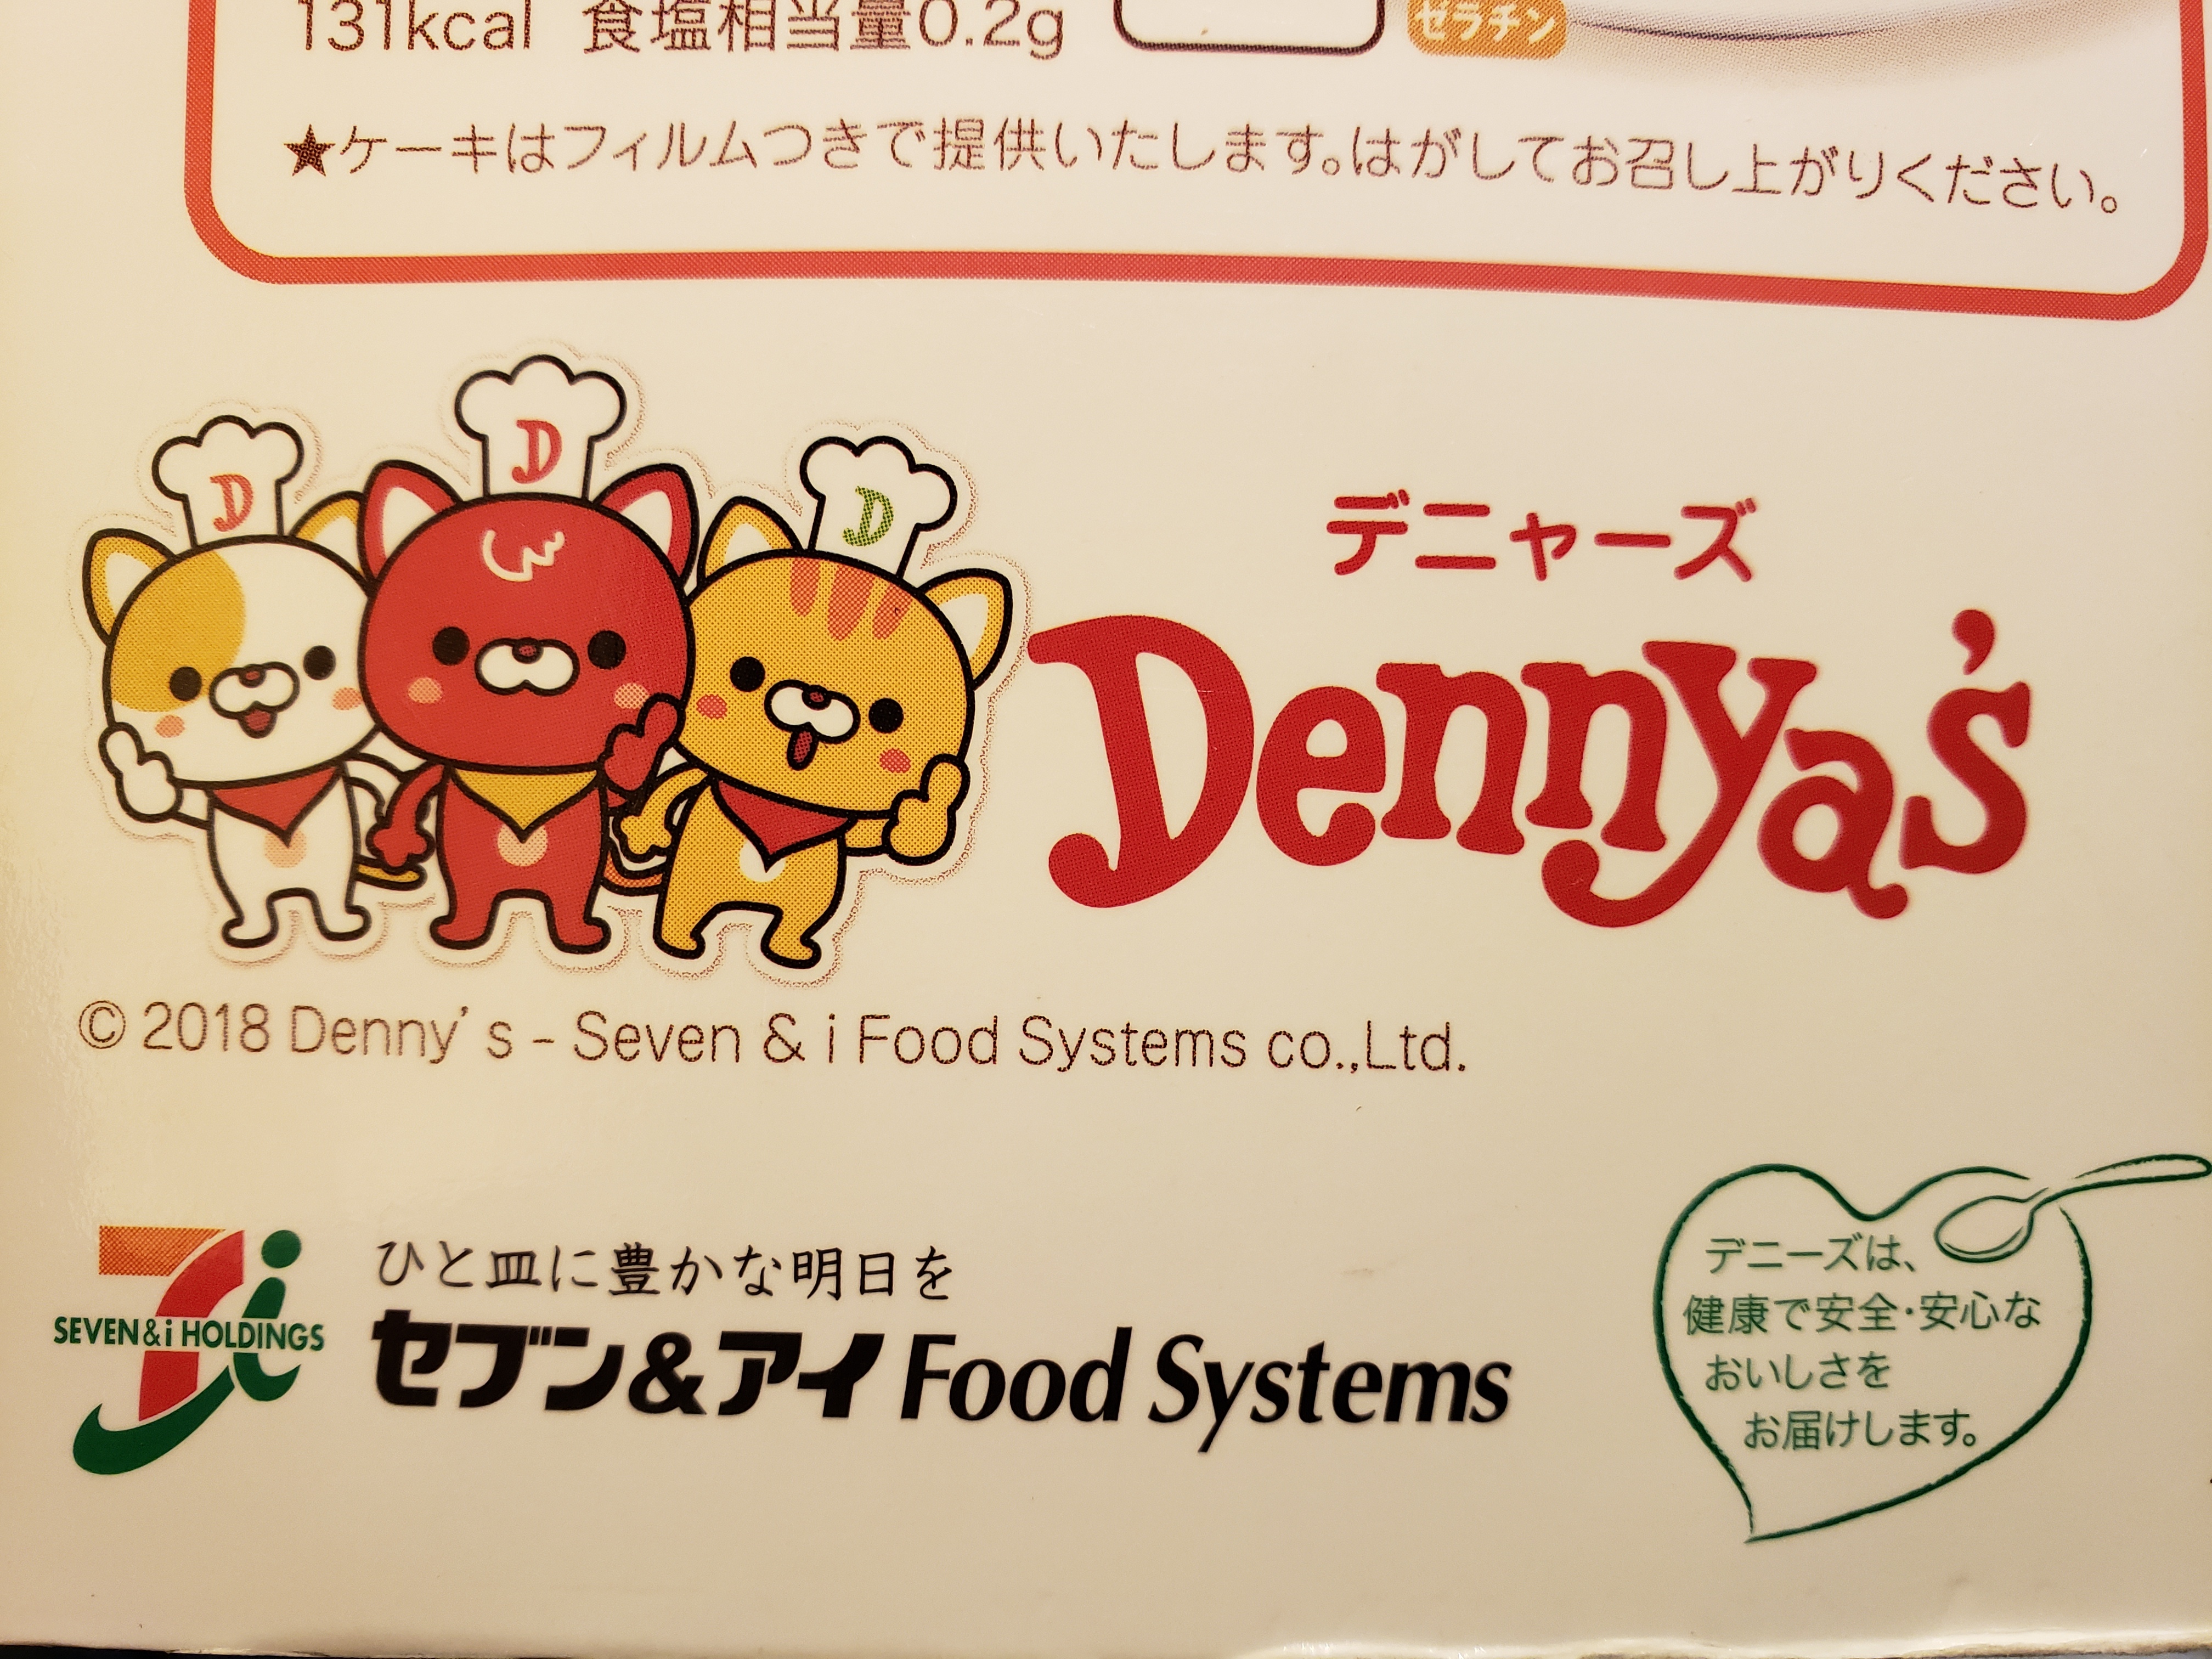 131kcal 食塩相当量0.2g
ゼラチン
★ケーキはフィルムつきで提供いたします。はがしてお召し上がりください。
D
D
D
デニャーズ
Dennya's
© 2018 Denny's - Seven & i Food Systems co.,Ltd.
SEVEN&i HOLDINGS
ひと皿に豊かな明日を
セブン&アイ Food Systems
デニーズは、
健康で安全・安心な
おいしさを
お届けします。